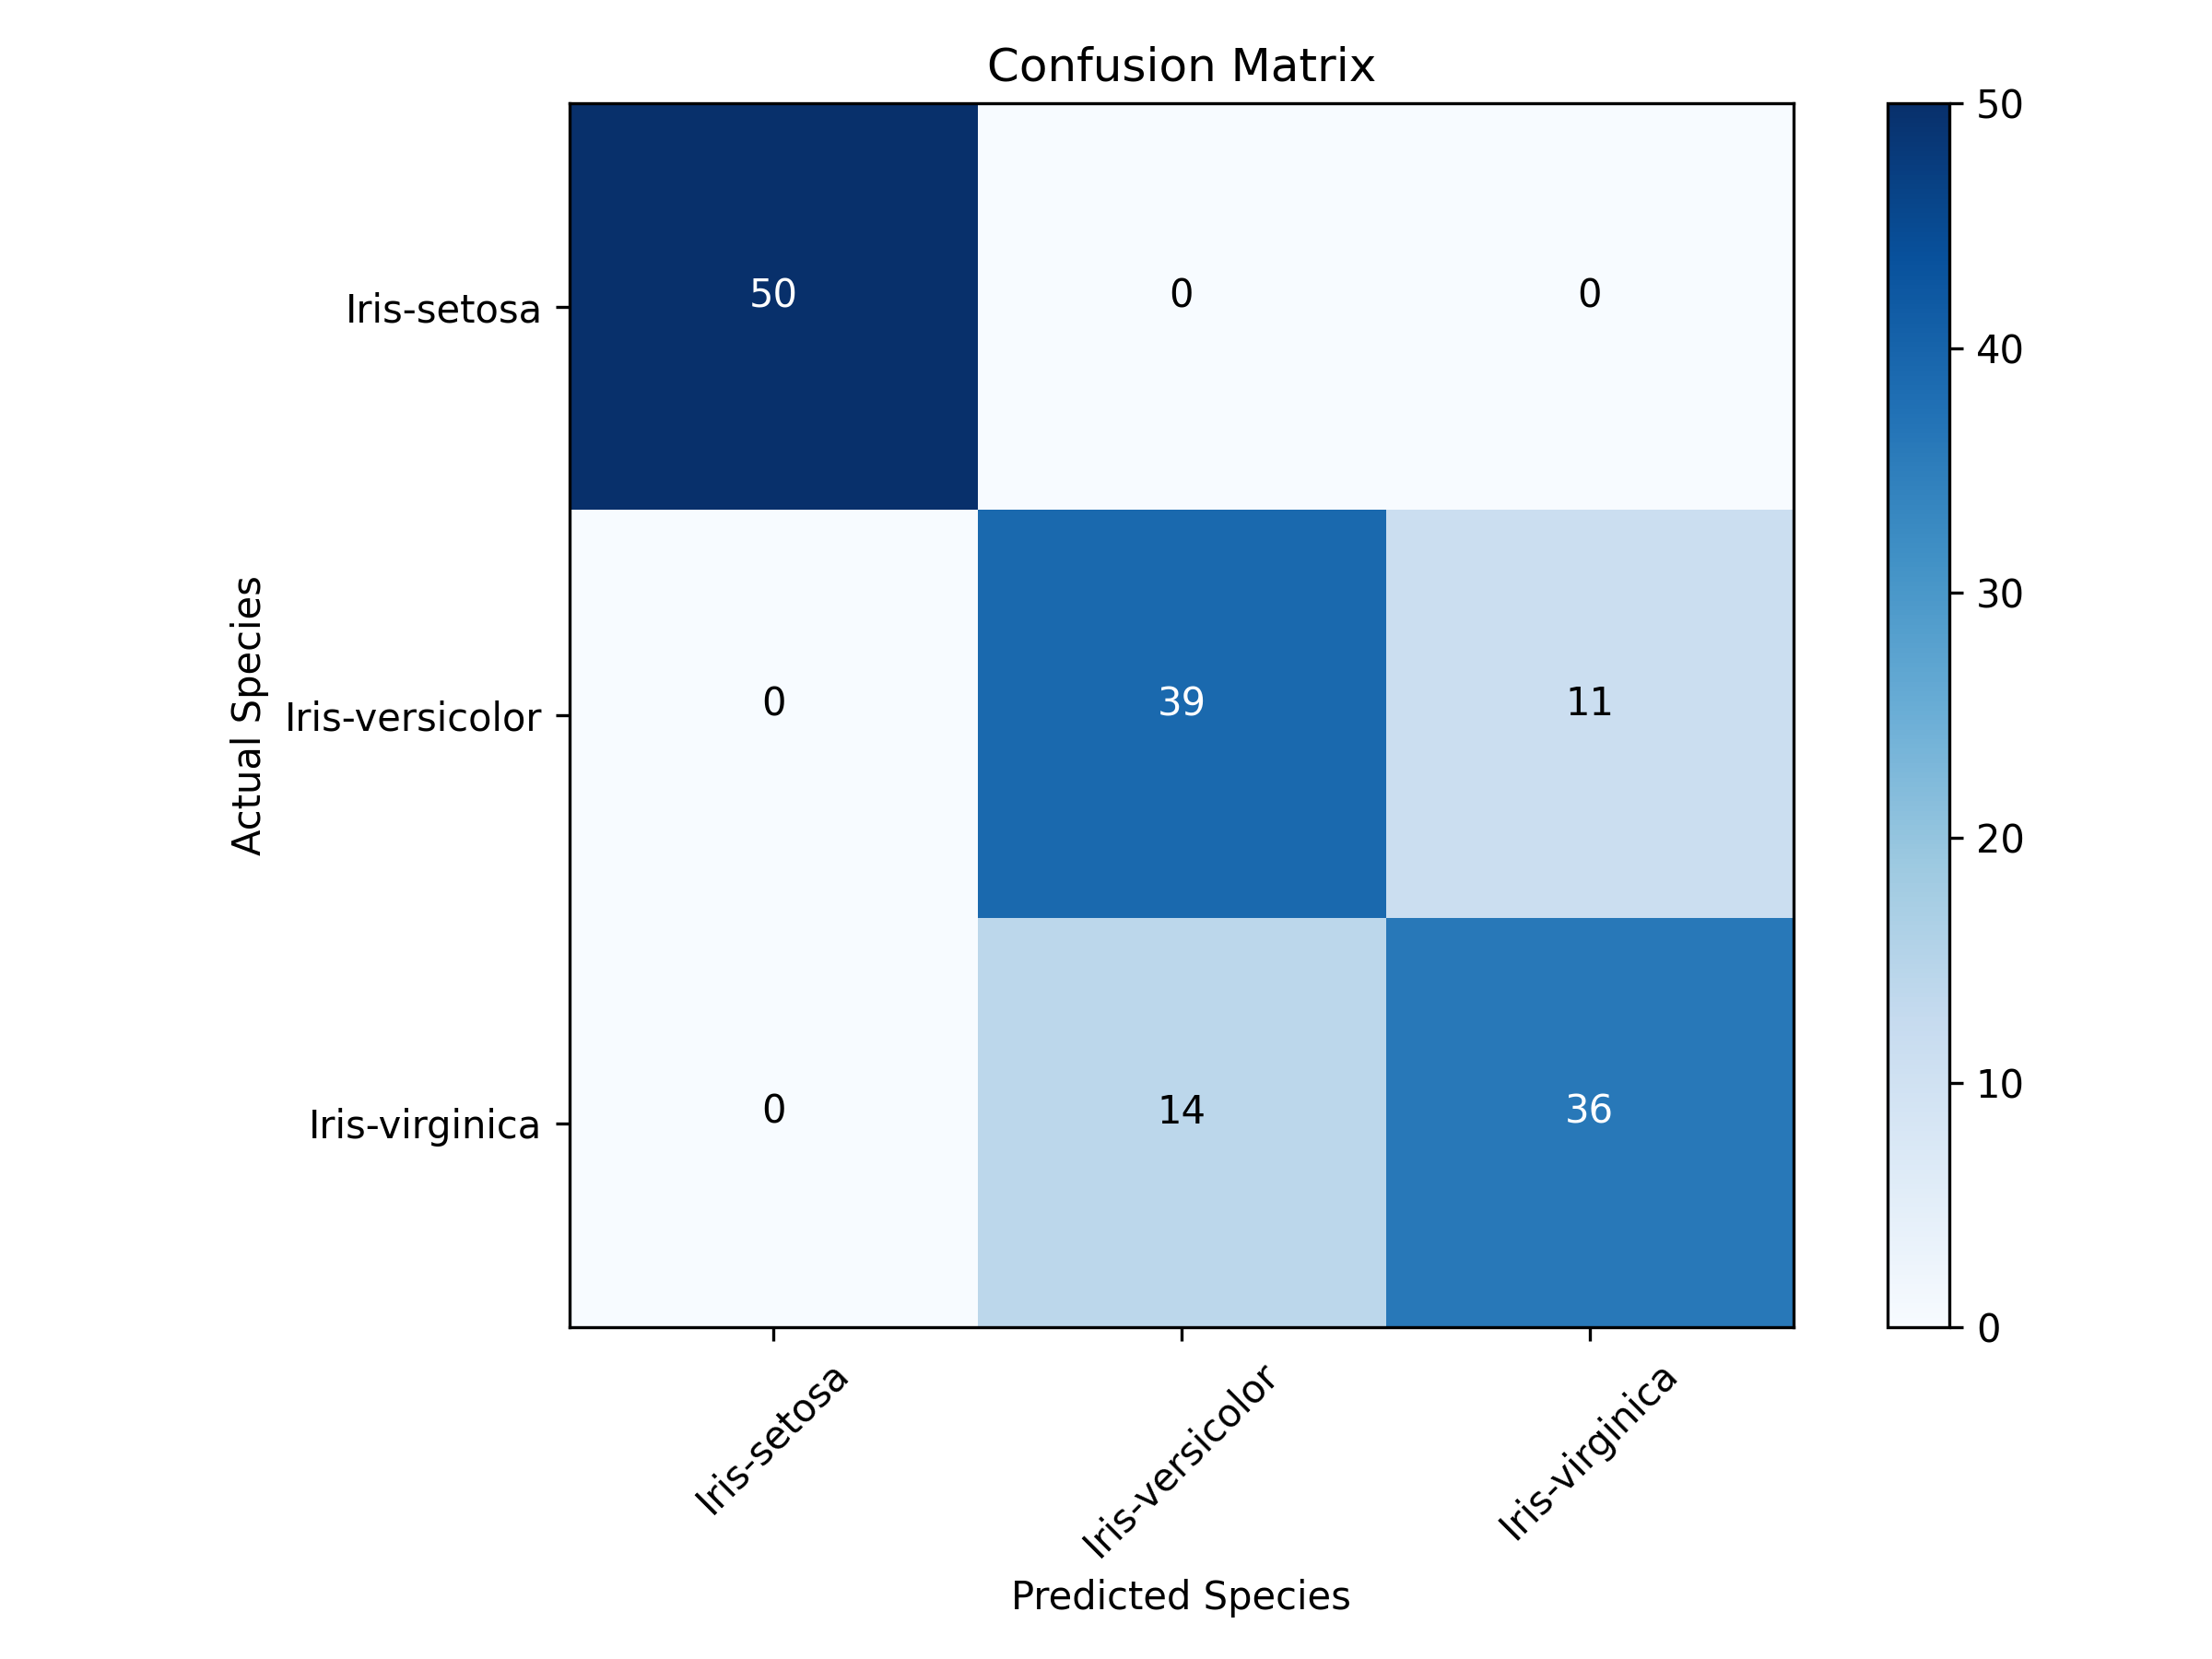 Confusion Matrix
Actual Species
Iris-setosa 50 0 0
Iris-versicolor 0 39 11
Iris-virginica 0 14 36
Iris-setosa Iris-versicolor Iris-virginica
Predicted Species
50
40
30
20
10
0